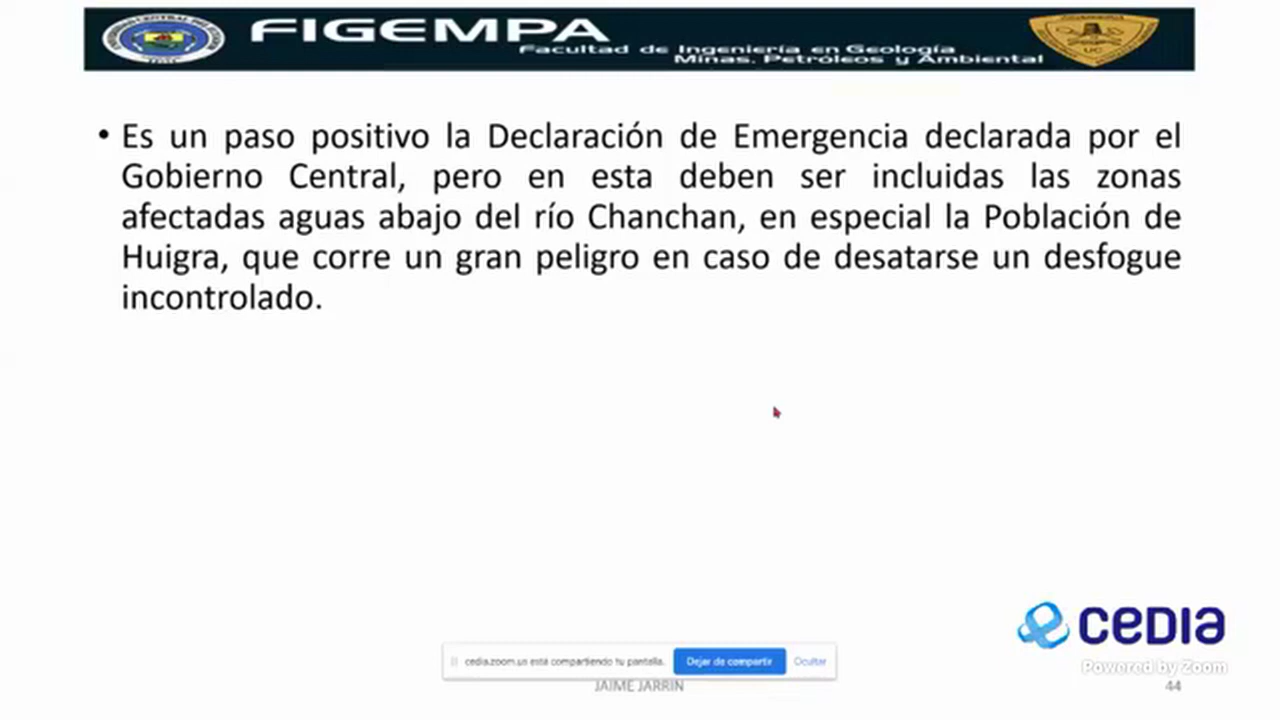 FIGEMPA
Facultad de Ingeniería en Geología
Minas, Petróleos y Ambiental
• Es un paso positivo la Declaración de Emergencia declarada por el
Gobierno Central, pero en esta deben ser incluidas las zonas
afectadas aguas abajo del río Chanchan, en especial la Población de
Huigra, que corre un gran peligro en caso de desatarse un desfogue
incontrolado.
cedia
Powered by Zoom
cedia.zoom.us está compartiendo tu pantalla.
Dejar de compartir
Ocultar
JAIME JARRIN
44